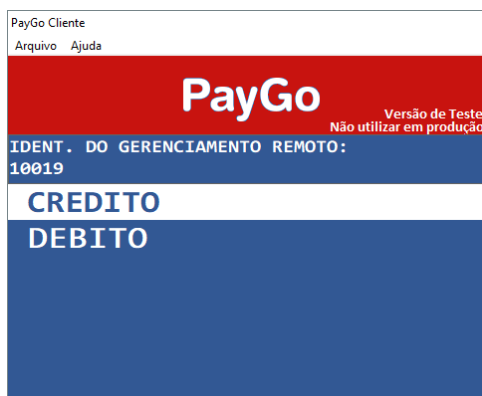 PayGo Cliente
Arquivo Ajuda
PayGo
Versão de Teste
Não utilizar em produção
IDENT. DO GERENCIAMENTO REMOTO:
10019
CREDITO
DEBITO